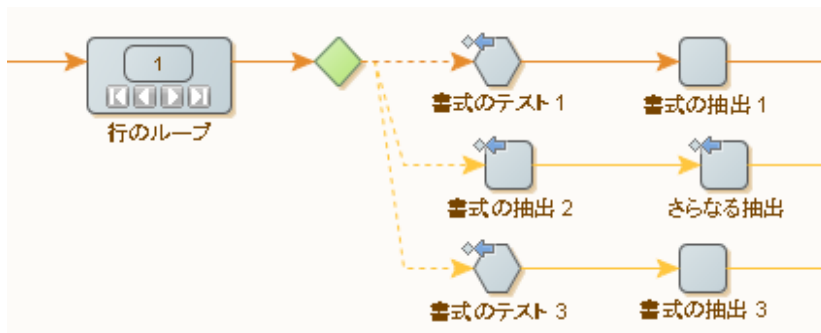 1
行のループ
書式のテスト 1
書式の抽出 1
書式の抽出 2
さらなる抽出
書式のテスト 3
書式の抽出 3